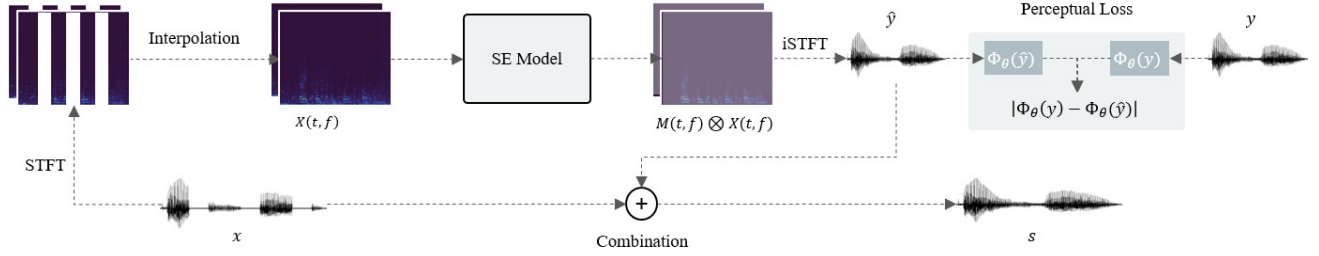 Interpolation
X(t, f)
SE Model
M(t, f) ⊗ X(t, f)
iSTFT
ŷ
Perceptual Loss
y
Φθ(ŷ)
Φθ(y)
|Φθ(y) − Φθ(ŷ)|
STFT
x
+
Combination
s